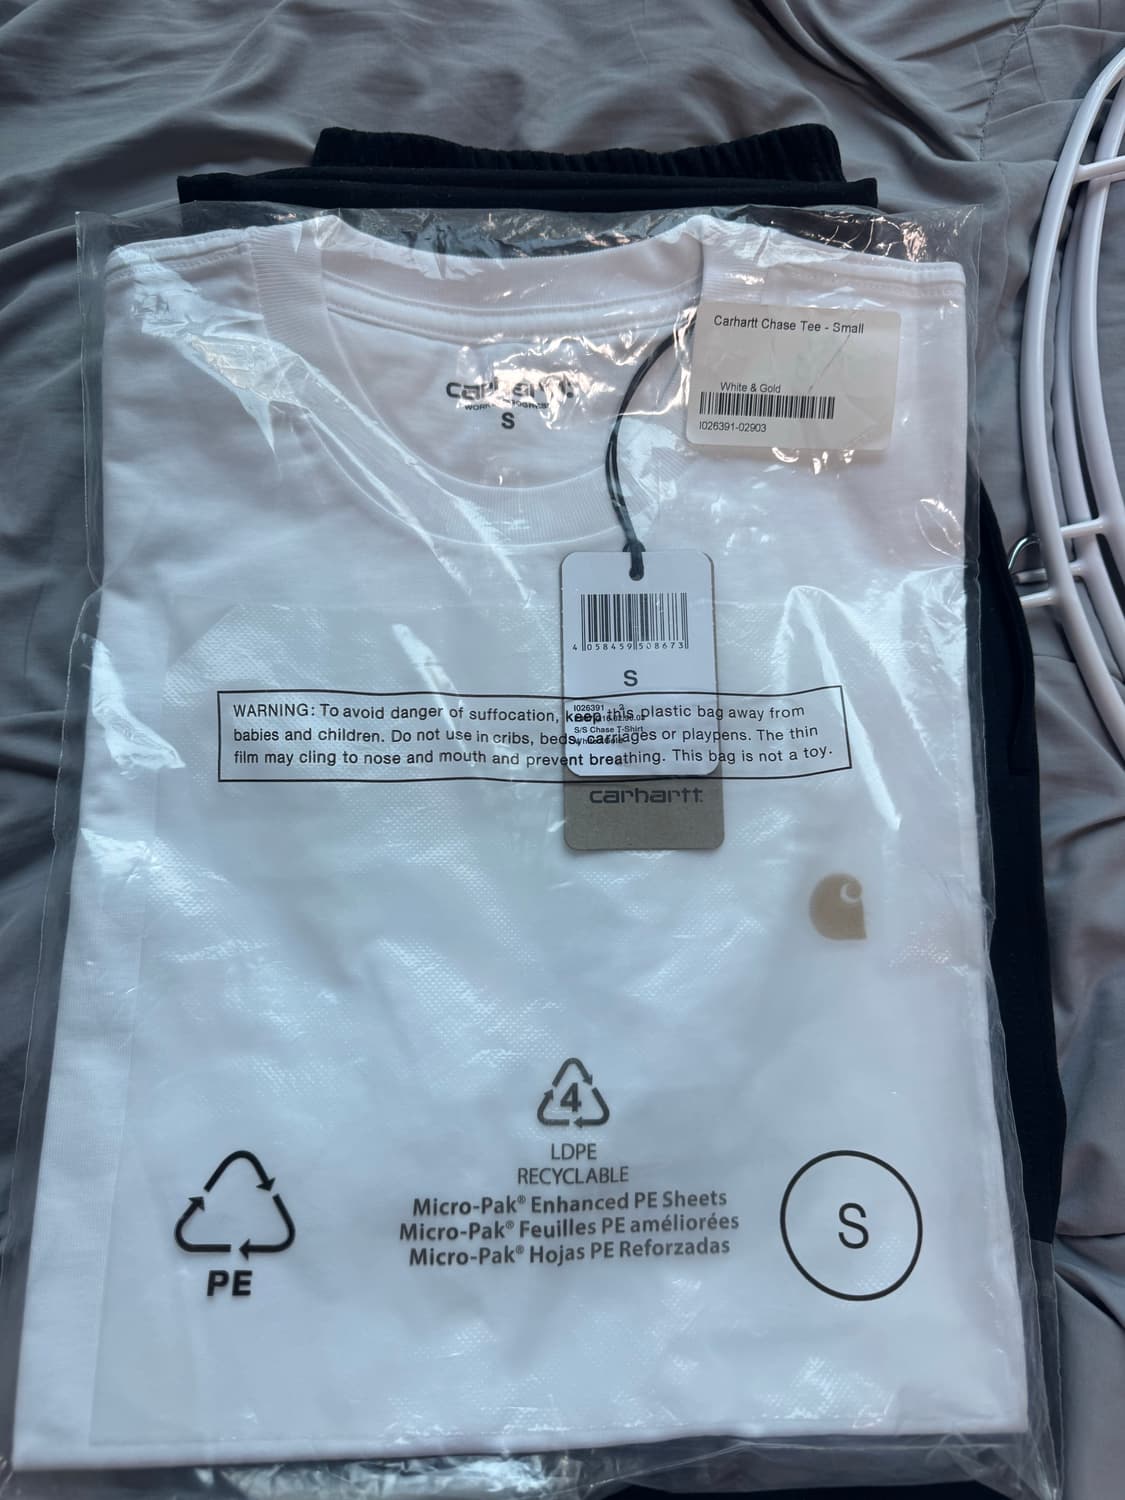 Carhartt Chase Tee - Small
White & Gold
I026391-02903
carhartt
S
4 058459 508673
S
WARNING: To avoid danger of suffocation, keep this plastic bag away from
babies and children. Do not use in cribs, beds, carriages or playpens. The thin
film may cling to nose and mouth and prevent breathing. This bag is not a toy.
I026391
S/S Chase T-Shirt
carhartt
4
LDPE
RECYCLABLE
Micro-Pak® Enhanced PE Sheets
Micro-Pak® Feuilles PE améliorées
Micro-Pak® Hojas PE Reforzadas
PE
S